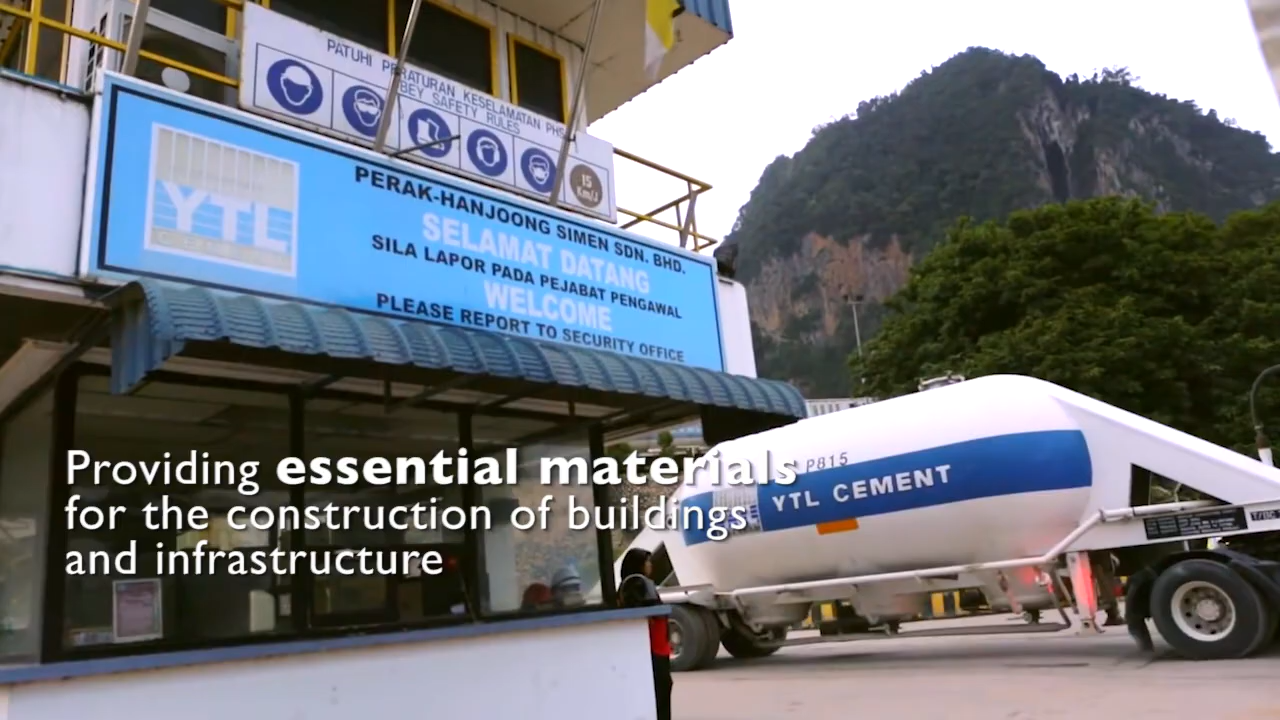 PATUHI PERATURAN KESELAMATAN PHS
OBEY SAFETY RULES
15
Km/J
YTL
CEMENT
PERAK-HANJOONG SIMEN SDN. BHD.
SELAMAT DATANG
SILA LAPOR PADA PEJABAT PENGAWAL
WELCOME
PLEASE REPORT TO SECURITY OFFICE
Providing essential materials
for the construction of buildings
and infrastructure
P815
YTL CEMENT